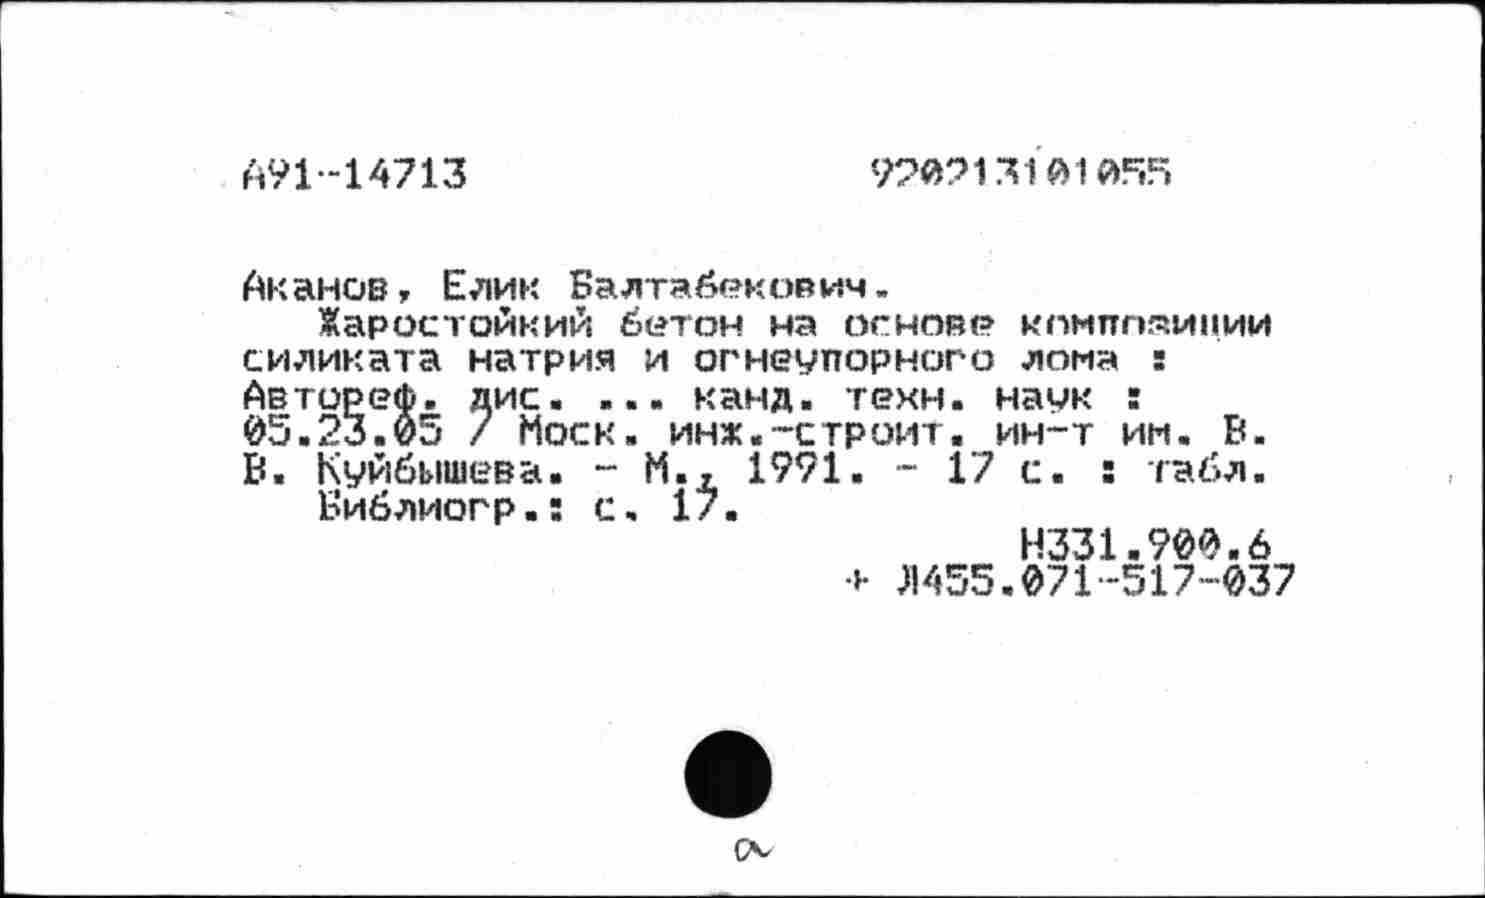 А91-14713 920213101055
Аканов, Елик Балтабекович.
Жаростойкий бетон на основе композиции
силиката натрия и огнеупорного лома :
Автореф. дис. ... канд. техн. наук :
05.23.05 / Моск. инж.-строит. ин-т им. В.
В. Куйбышева. - М., 1991. - 17 с. : табл.
Библиогр.: с. 17.
Н331.900.6
+ Л455.071-517-037
а